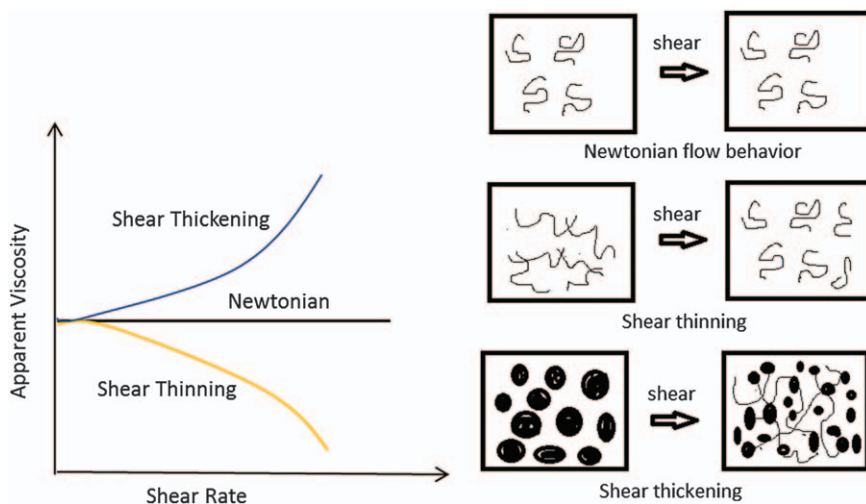 Apparent Viscosity
Shear Thickening
Newtonian
Shear Thinning
Shear Rate
shear
Newtonian flow behavior
shear
Shear thinning
shear
Shear thickening